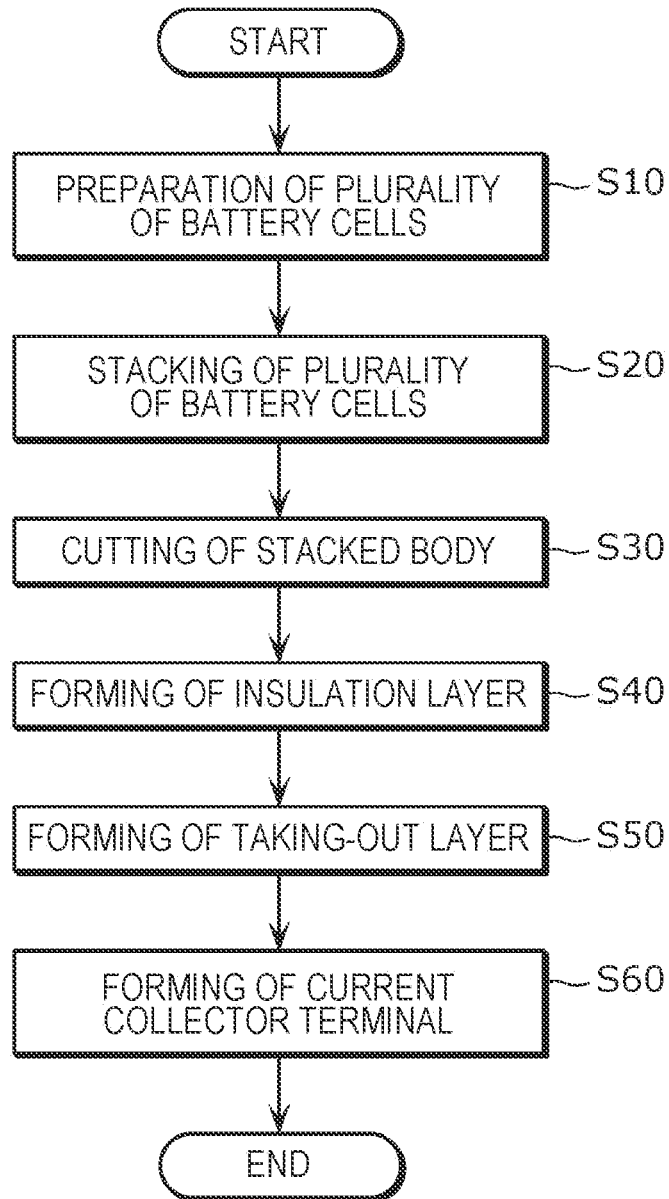 START
PREPARATION OF PLURALITY
OF BATTERY CELLS
S10
STACKING OF PLURALITY
OF BATTERY CELLS
S20
CUTTING OF STACKED BODY
S30
FORMING OF INSULATION LAYER
S40
FORMING OF TAKING-OUT LAYER
S50
FORMING OF CURRENT
COLLECTOR TERMINAL
S60
END